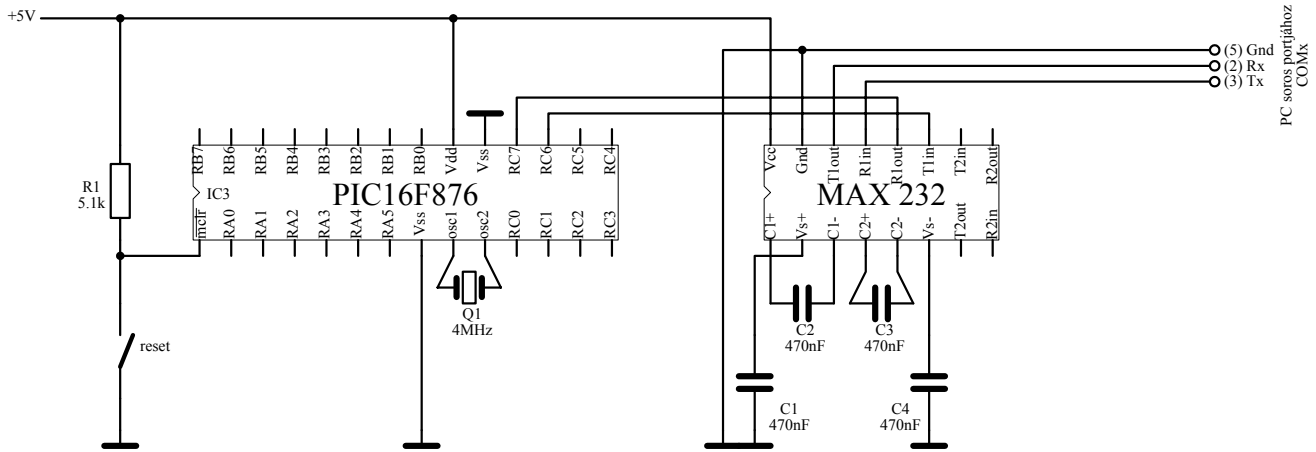 +5V
(5) Gnd
(2) Rx
(3) Tx
PC soros portjához
COMx
RB7
RB6
RB5
RB4
RB3
RB2
RB1
RB0
Vdd
Vss
RC7
RC6
RC5
RC4
IC3
PIC16F876
mclr
RA0
RA1
RA2
RA3
RA4
RA5
Vss
osc1
osc2
RC0
RC1
RC2
RC3
Vcc
Gnd
T1out
R1in
R1out
T1in
T2in
R2out
MAX 232
C1+
Vs+
C1-
C2+
C2-
Vs-
T2out
R2in
R1
5.1k
reset
Q1
4MHz
C2
470nF
C3
470nF
C1
470nF
C4
470nF